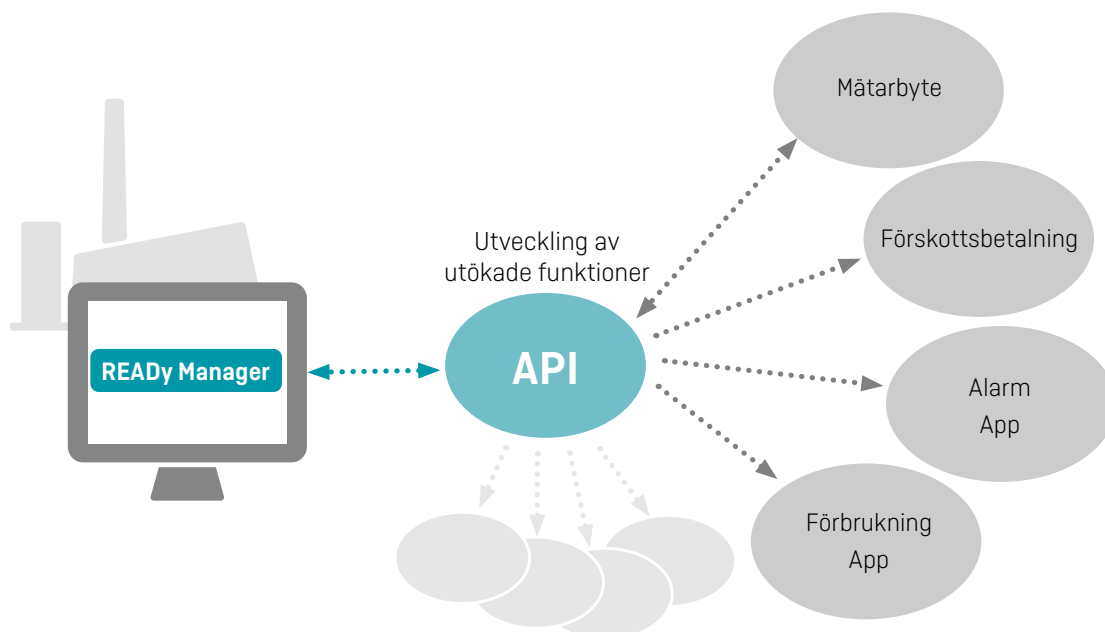 Mätarbyte
Förskottsbetalning
Utveckling av
utökade funktioner
READy Manager
API
Alarm
App
Förbrukning
App